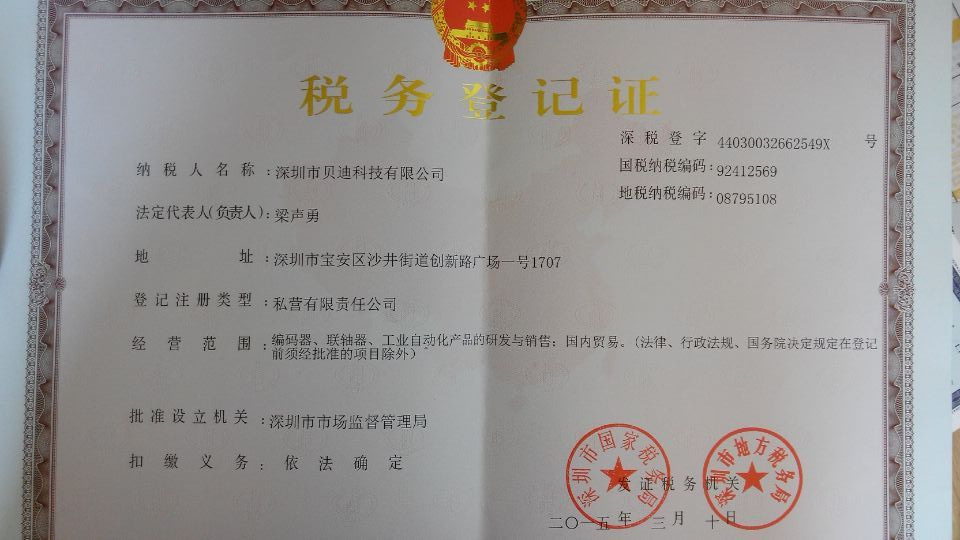 税务登记证
深税登字 44030032662549X 号
国税纳税编码：92412569
地税纳税编码：08795108
纳税人名称：深圳市贝迪科技有限公司
法定代表人(负责人)：梁声勇
地址：深圳市宝安区沙井街道创新路广场一号1707
登记注册类型：私营有限责任公司
经营范围：编码器、联轴器、工业自动化产品的研发与销售；国内贸易。（法律、行政法规、国务院决定规定在登记
前须经批准的项目除外）
批准设立机关：深圳市市场监督管理局
扣缴义务：依法确定
深圳市国家税务局
深圳市地方税务局
发证税务机关
二〇一五年三月十日